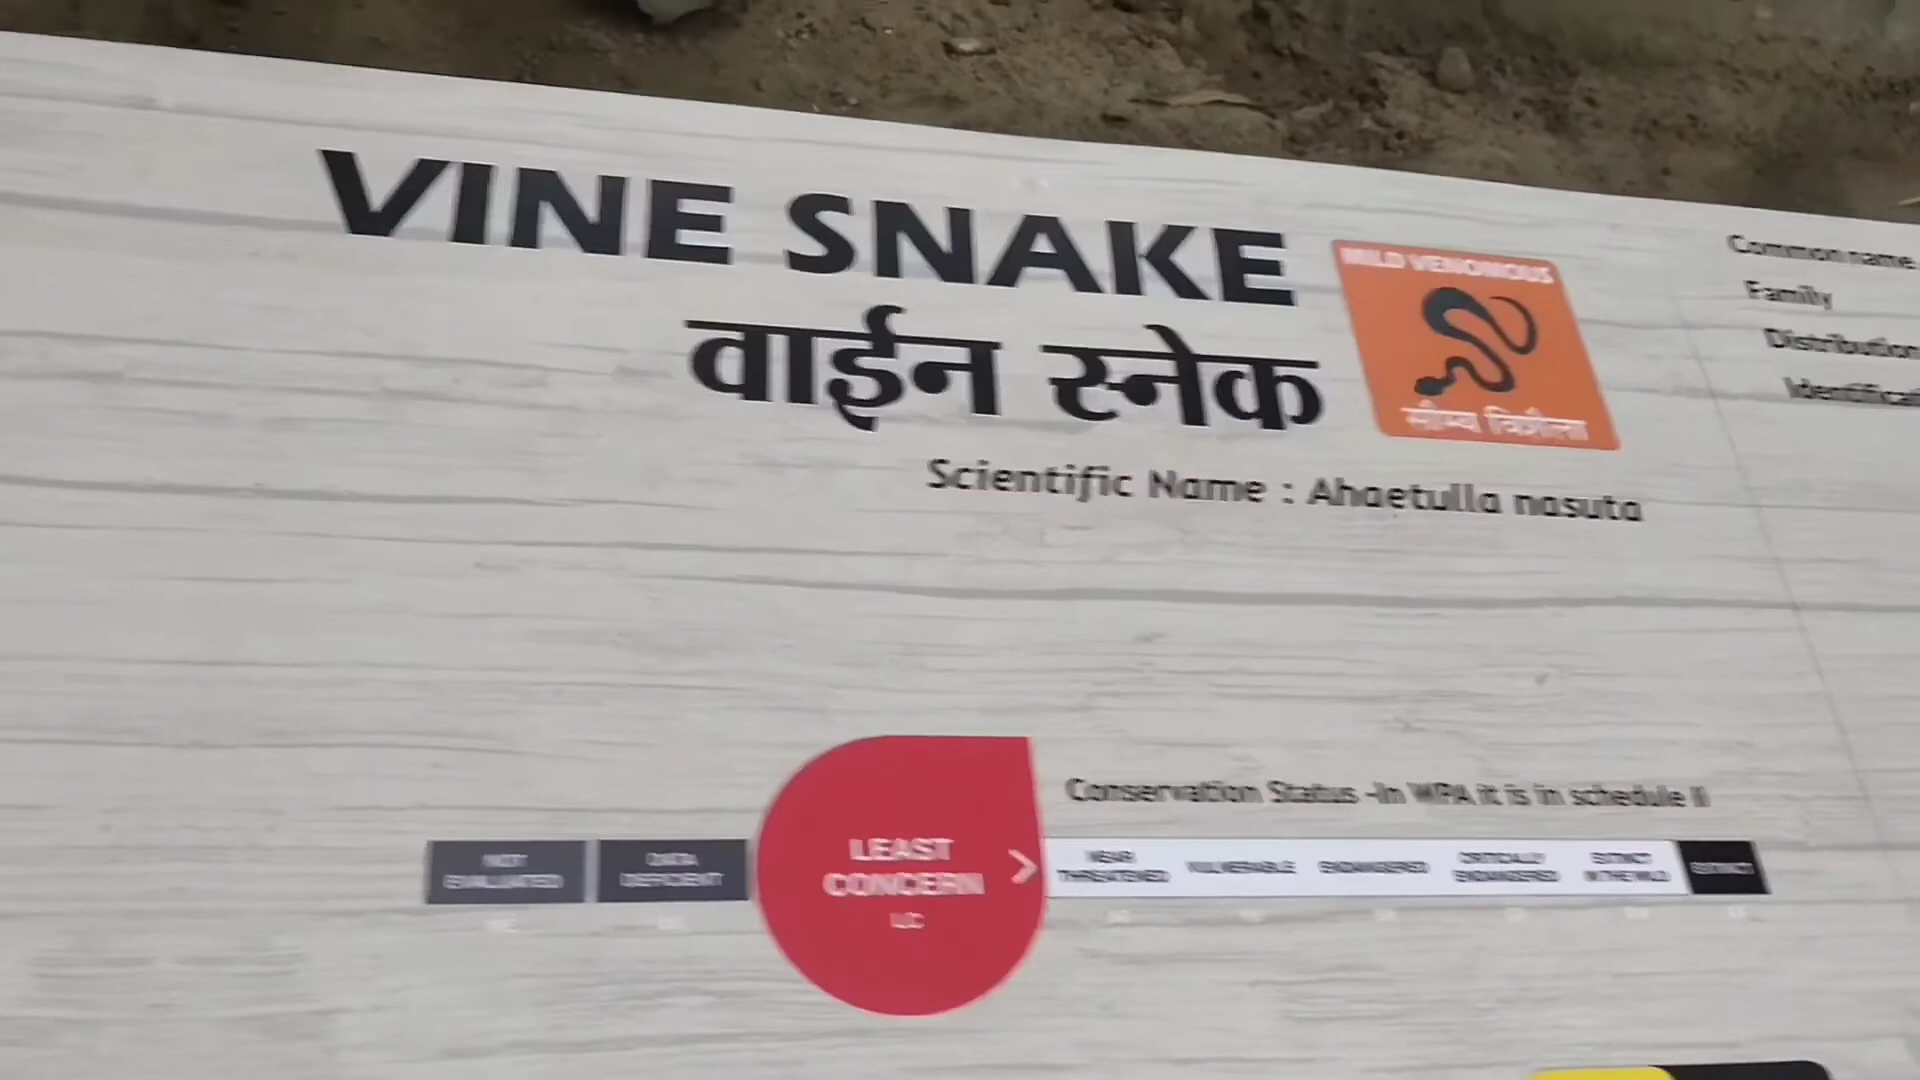 VINE SNAKE
वाईन स्नेक
MILD VENOMOUS
सौम्य विषैला
Scientific Name : Ahaetulla nasuta
Common name
Family
Distribution
Identificat
Conservation Status -In WPA it is in schedule II
NOT
EVALUATED
DATA
DEFICIENT
LEAST
CONCERN
LC
NEAR
THREATENED
VULNERABLE
ENDANGERED
CRITICALLY
ENDANGERED
EXTINCT
IN THE WILD
EXTINCT